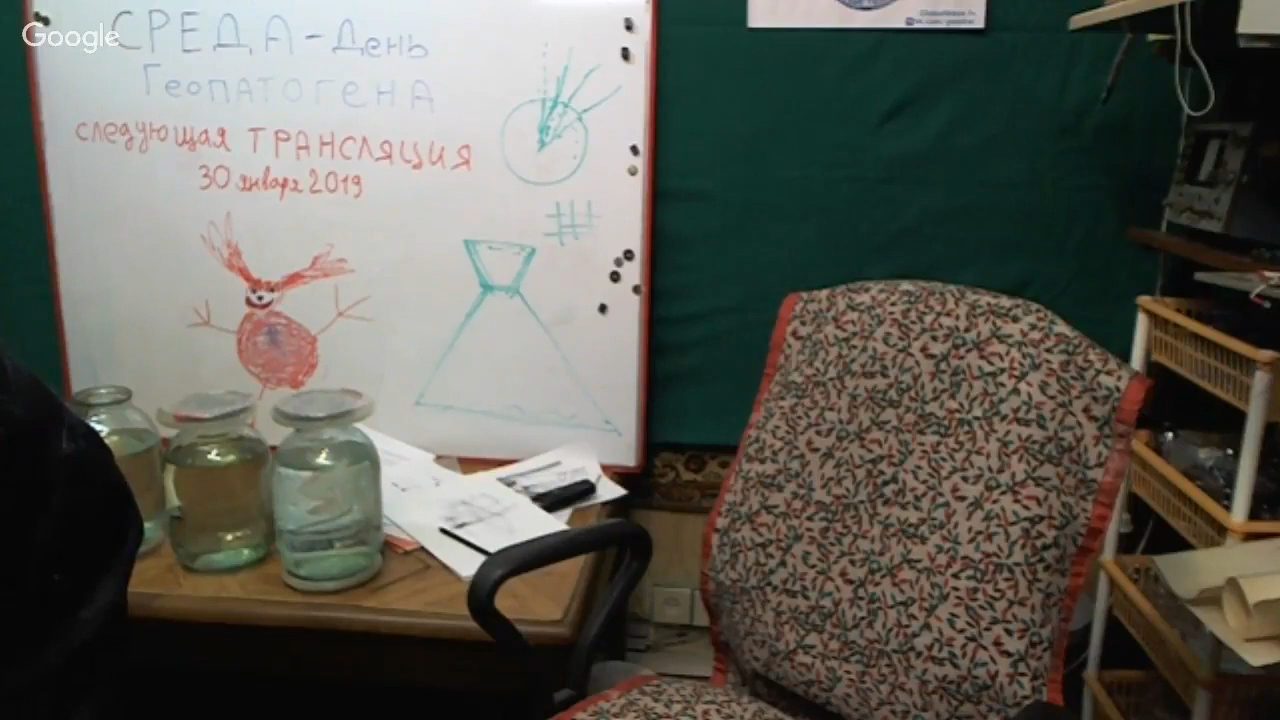 Google
СРЕДА - День
Геопатогена
следующая ТРАНСЛЯЦИЯ
30 января 2019